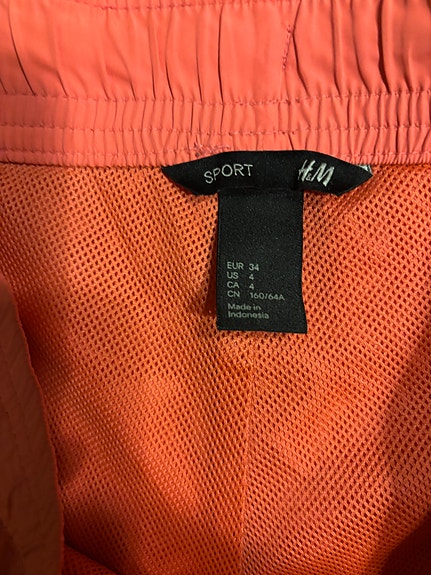 SPORT H&M
EUR 34
US 4
CA 4
CN 160/64A
Made in
Indonesia